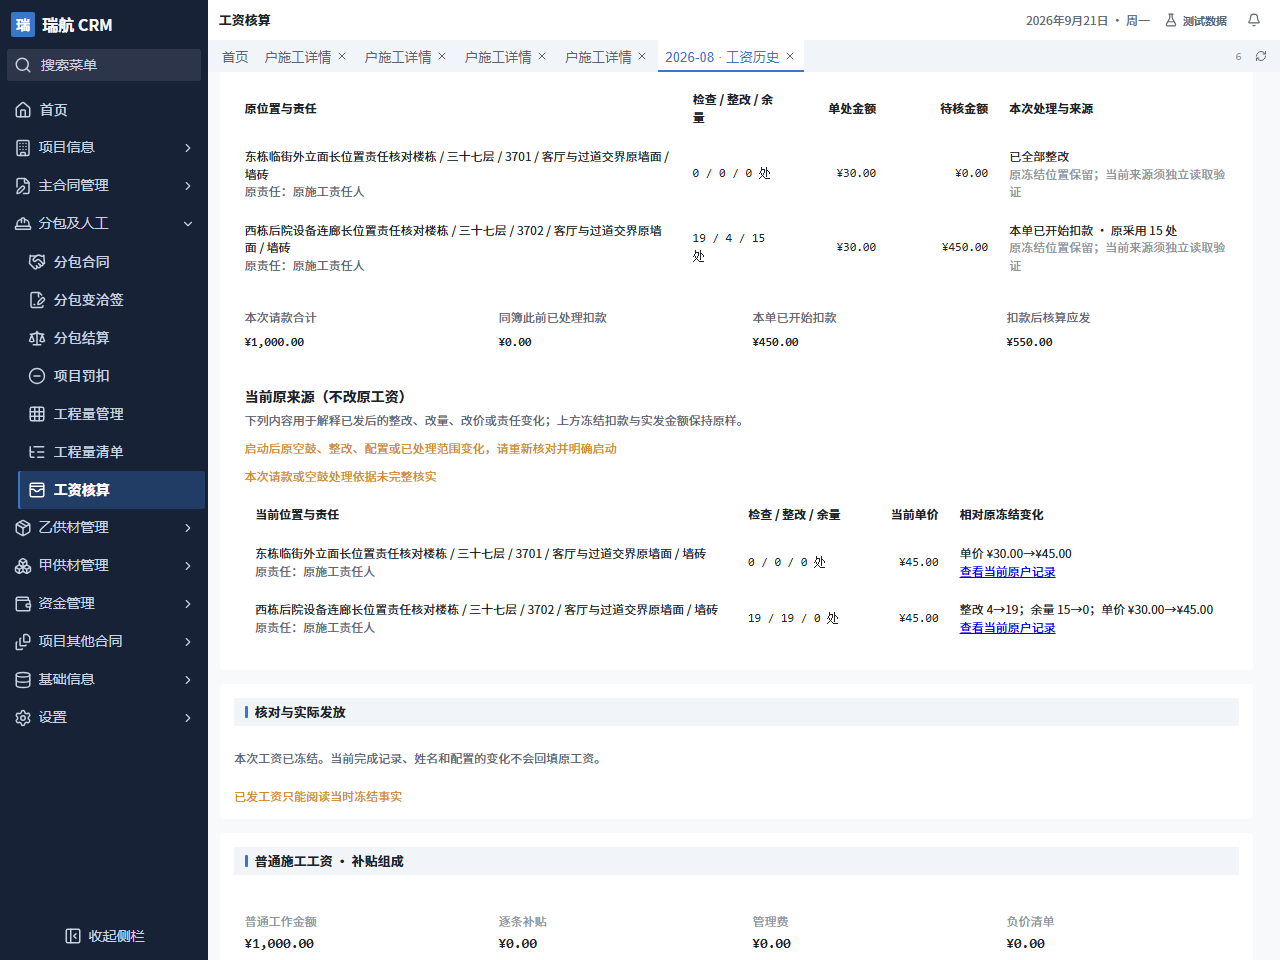 瑞 瑞航 CRM
搜索菜单
首页
项目信息
主合同管理
分包及人工
分包合同
分包变洽签
分包结算
项目罚扣
工程量管理
工程量清单
工资核算
乙供材管理
甲供材管理
资金管理
项目其他合同
基础信息
设置
收起侧栏
工资核算
2026年9月21日 · 周一 测试数据
首页 户施工详情 户施工详情 户施工详情 户施工详情 2026-08 · 工资历史 6
原位置与责任 检查 / 整改 / 余量 单处金额 待核金额 本次处理与来源
东栋临街外立面长位置责任核对楼栋 / 三十七层 / 3701 / 客厅与过道交界原墙面 / 墙砖
原责任：原施工责任人
0 / 0 / 0 处 ¥30.00 ¥0.00
已全部整改
原冻结位置保留；当前来源须独立读取验证
西栋后院设备连廊长位置责任核对楼栋 / 三十七层 / 3702 / 客厅与过道交界原墙面 / 墙砖
原责任：原施工责任人
19 / 4 / 15 处 ¥30.00 ¥450.00
本单已开始扣款 · 原采用 15 处
原冻结位置保留；当前来源须独立读取验证
本次请款合计 同簿此前已处理扣款 本单已开始扣款 扣款后核算应发
¥1,000.00 ¥0.00 ¥450.00 ¥550.00
当前原来源（不改原工资）
下列内容用于解释已发后的整改、改量、改价或责任变化；上方冻结扣款与实发金额保持原样。
启动后原空鼓、整改、配置或已处理范围变化，请重新核对并明确启动
本次请款或空鼓处理依据未完整核实
当前位置与责任 检查 / 整改 / 余量 当前单价 相对原冻结变化
东栋临街外立面长位置责任核对楼栋 / 三十七层 / 3701 / 客厅与过道交界原墙面 / 墙砖
原责任：原施工责任人
0 / 0 / 0 处 ¥45.00
单价 ¥30.00→¥45.00
查看当前原户记录
西栋后院设备连廊长位置责任核对楼栋 / 三十七层 / 3702 / 客厅与过道交界原墙面 / 墙砖
原责任：原施工责任人
19 / 19 / 0 处 ¥45.00
整改 4→19；余量 15→0；单价 ¥30.00→¥45.00
查看当前原户记录
核对与实际发放
本次工资已冻结。当前完成记录、姓名和配置的变化不会回填原工资。
已发工资只能阅读当时冻结事实
普通施工工资 · 补贴组成
普通工作金额 逐条补贴 管理费 负价清单
¥1,000.00 ¥0.00 ¥0.00 ¥0.00